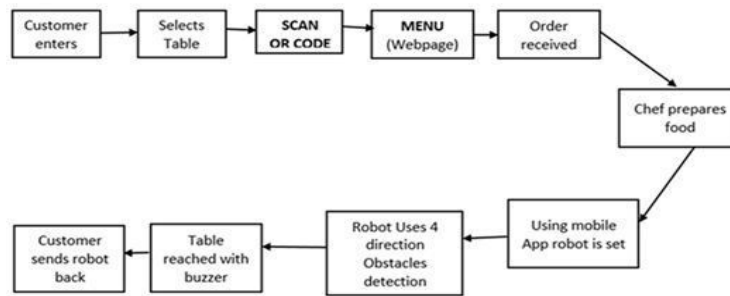 Customer
enters
Selects
Table
SCAN
OR CODE
MENU
(Webpage)
Order
received
Chef prepares
food
Using mobile
App robot is set
Robot Uses 4
direction
Obstacles
detection
Table
reached with
buzzer
Customer
sends robot
back